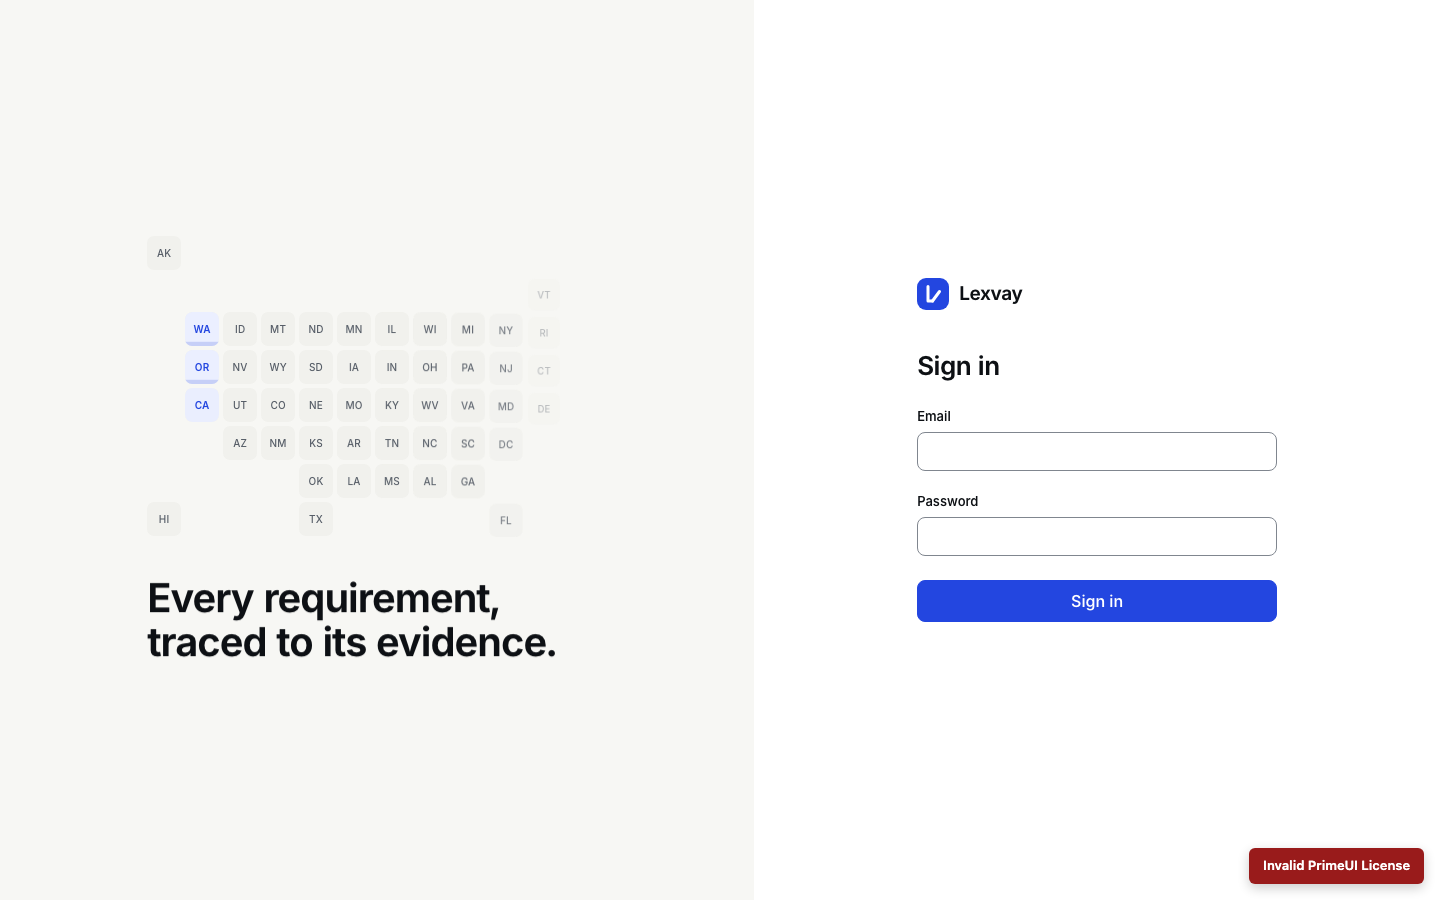 AK
VT
WA ID MT ND MN IL WI MI NY RI
OR NV WY SD IA IN OH PA NJ CT
CA UT CO NE MO KY WV VA MD DE
AZ NM KS AR TN NC SC DC
OK LA MS AL GA
HI TX FL
Every requirement,
traced to its evidence.
Lexvay
Sign in
Email
Password
Sign in
Invalid PrimeUI License